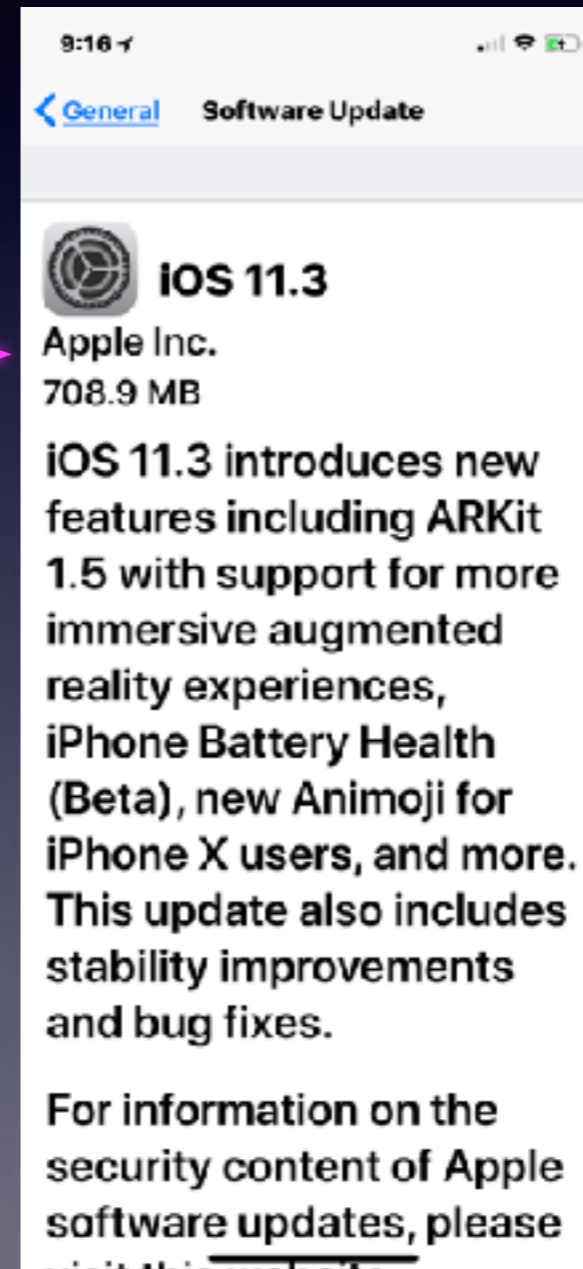 9:16
General Software Update
iOS 11.3
Apple Inc.
708.9 MB
iOS 11.3 introduces new
features including ARKit
1.5 with support for more
immersive augmented
reality experiences,
iPhone Battery Health
(Beta), new Animoji for
iPhone X users, and more.
This update also includes
stability improvements
and bug fixes.
For information on the
security content of Apple
software updates, please
visit this website